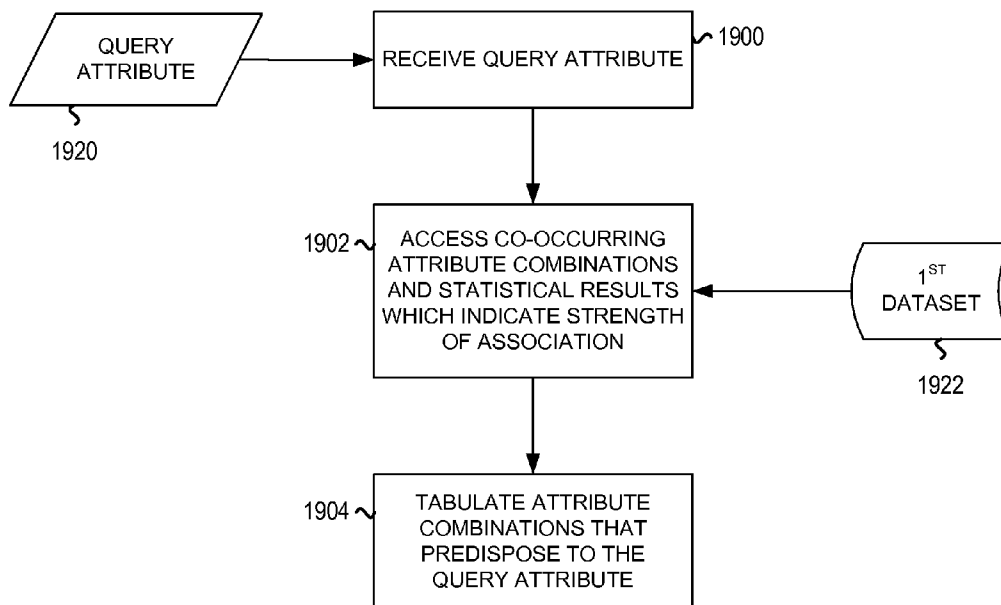 QUERY
ATTRIBUTE
1920
RECEIVE QUERY ATTRIBUTE
1900
1902
ACCESS CO-OCCURRING
ATTRIBUTE COMBINATIONS
AND STATISTICAL RESULTS
WHICH INDICATE STRENGTH
OF ASSOCIATION
1ST
DATASET
1922
1904
TABULATE ATTRIBUTE
COMBINATIONS THAT
PREDISPOSE TO THE
QUERY ATTRIBUTE